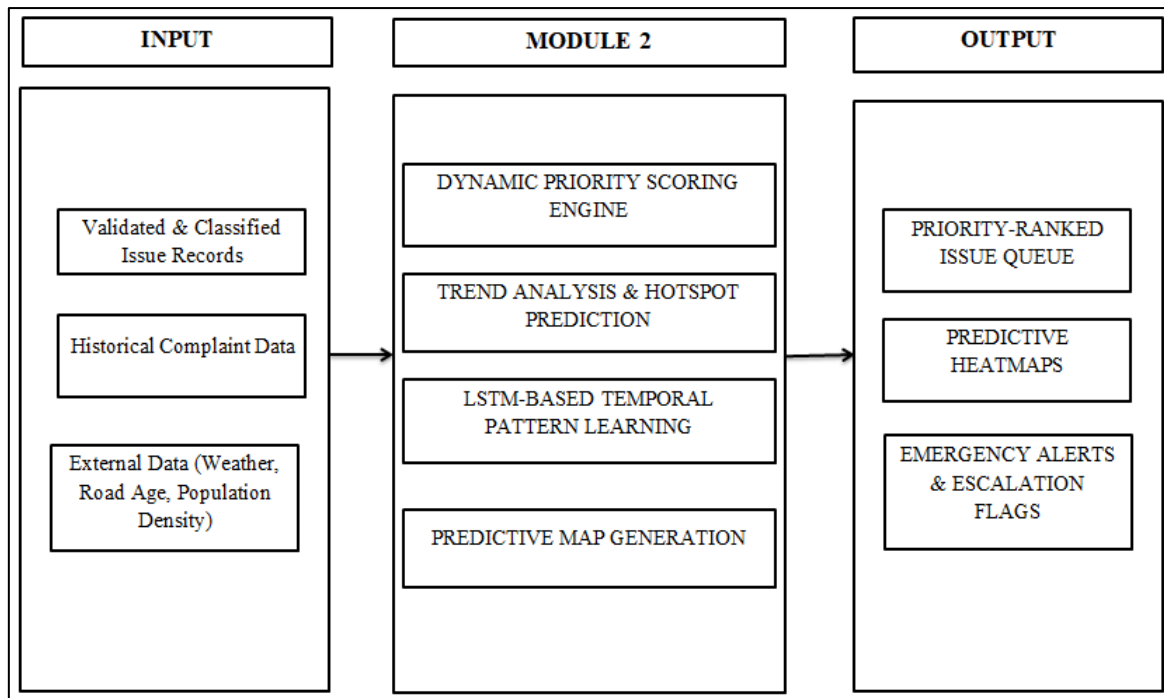 INPUT
MODULE 2
OUTPUT
Validated & Classified
Issue Records
Historical Complaint Data
External Data (Weather,
Road Age, Population
Density)
DYNAMIC PRIORITY SCORING
ENGINE
TREND ANALYSIS & HOTSPOT
PREDICTION
LSTM-BASED TEMPORAL
PATTERN LEARNING
PREDICTIVE MAP GENERATION
PRIORITY-RANKED
ISSUE QUEUE
PREDICTIVE
HEATMAPS
EMERGENCY ALERTS
& ESCALATION
FLAGS